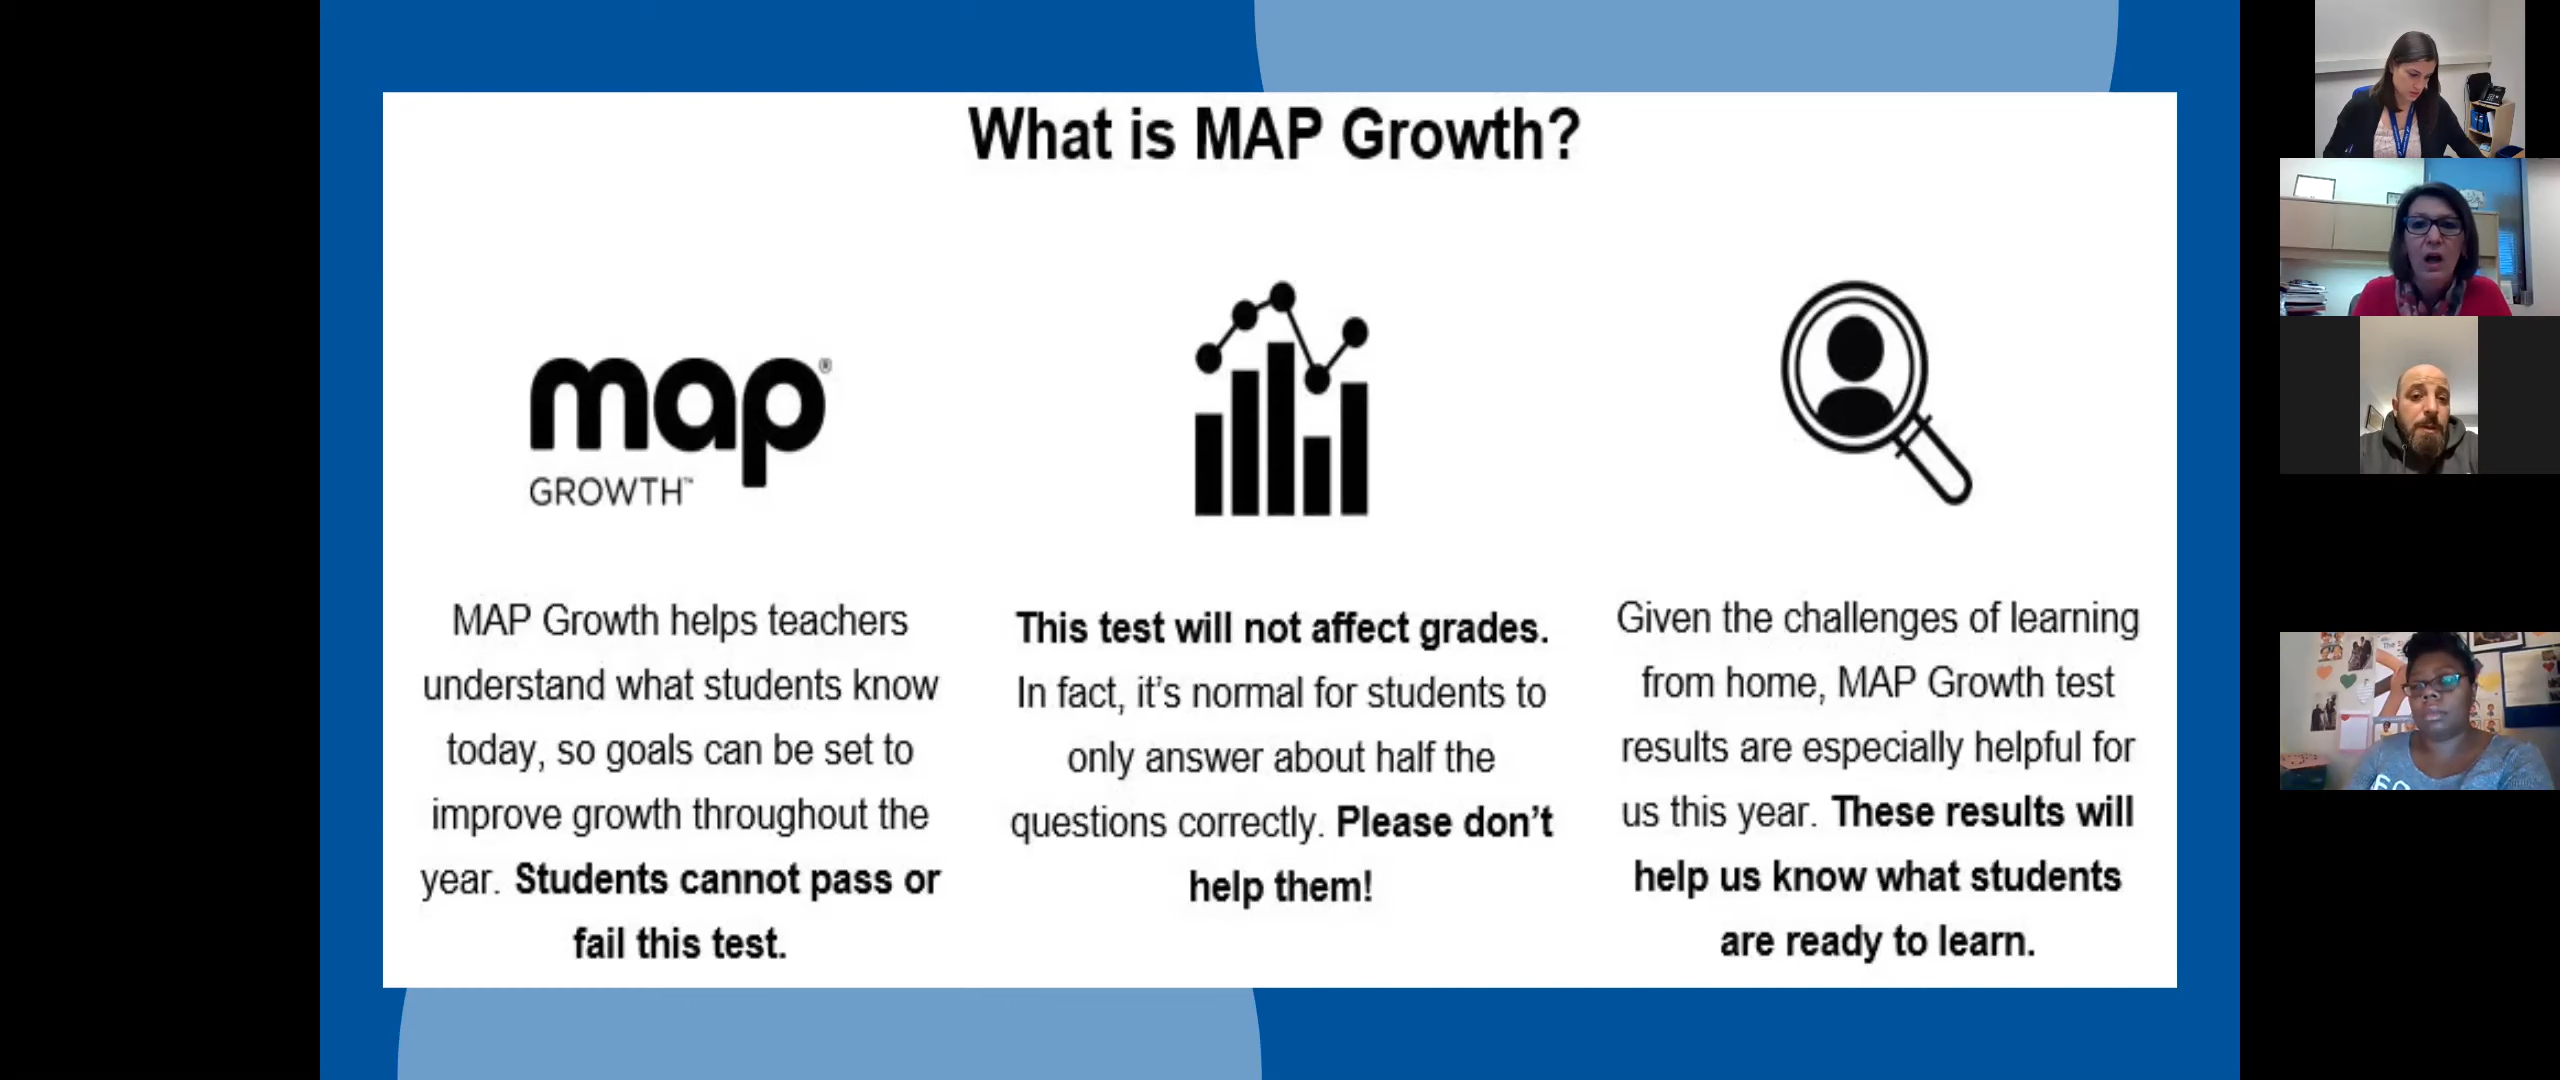 What is MAP Growth?
map®
GROWTH™
MAP Growth helps teachers
understand what students know
today, so goals can be set to
improve growth throughout the
year. Students cannot pass or
fail this test.
This test will not affect grades.
In fact, it’s normal for students to
only answer about half the
questions correctly. Please don’t
help them!
Given the challenges of learning
from home, MAP Growth test
results are especially helpful for
us this year. These results will
help us know what students
are ready to learn.